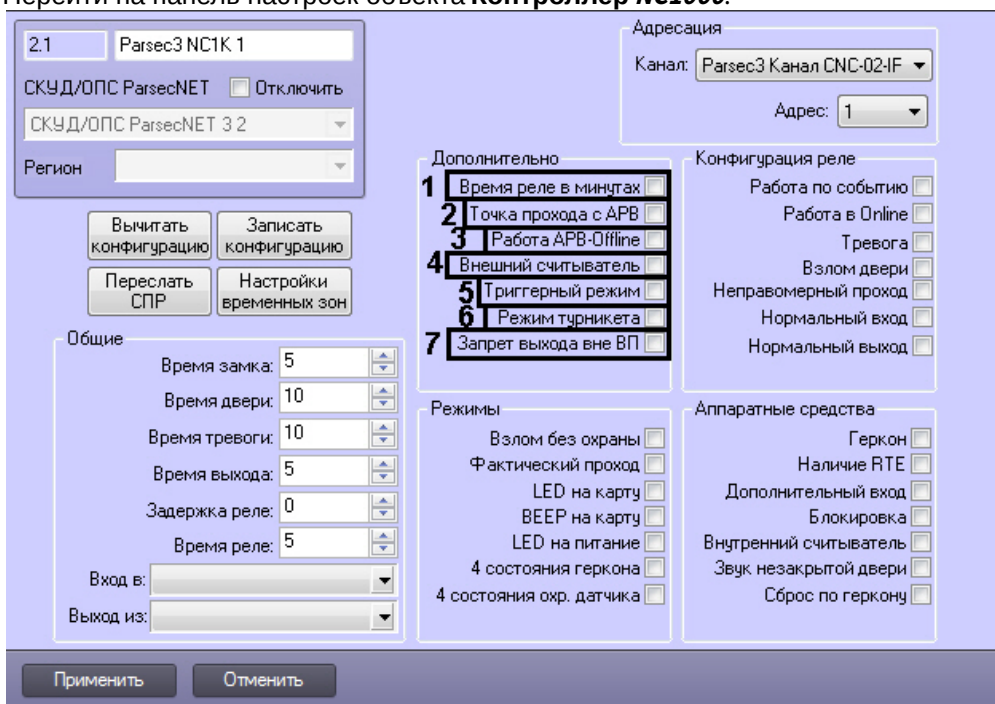 Перейти на панель настроек объекта Контроллер NC1000.
2.1 Parsec3 NC1K 1
СКУД/ОПС ParsecNET Отключить
СКУД/ОПС ParsecNET 3 2
Регион
Вычитать конфигурацию
Записать конфигурацию
Переслать СПР
Настройки временных зон
Общие
Время замка: 5
Время двери: 10
Время тревоги: 10
Время выхода: 5
Задержка реле: 0
Время реле: 5
Вход в:
Выход из:
Адресация
Канал: Parsec3 Канал CNC-02-IF
Адрес: 1
Дополнительно
1 Время реле в минутах
2 Точка прохода с APB
3 Работа APB-Offline
4 Внешний считыватель
5 Триггерный режим
6 Режим турникета
7 Запрет выхода вне ВП
Конфигурация реле
Работа по событию
Работа в Online
Тревога
Взлом двери
Неправомерный проход
Нормальный вход
Нормальный выход
Режимы
Взлом без охраны
Фактический проход
LED на карту
BEEP на карту
LED на питание
4 состояния геркона
4 состояния охр. датчика
Аппаратные средства
Геркон
Наличие RTE
Дополнительный вход
Блокировка
Внутренний считыватель
Звук незакрытой двери
Сброс по геркону
Применить
Отменить